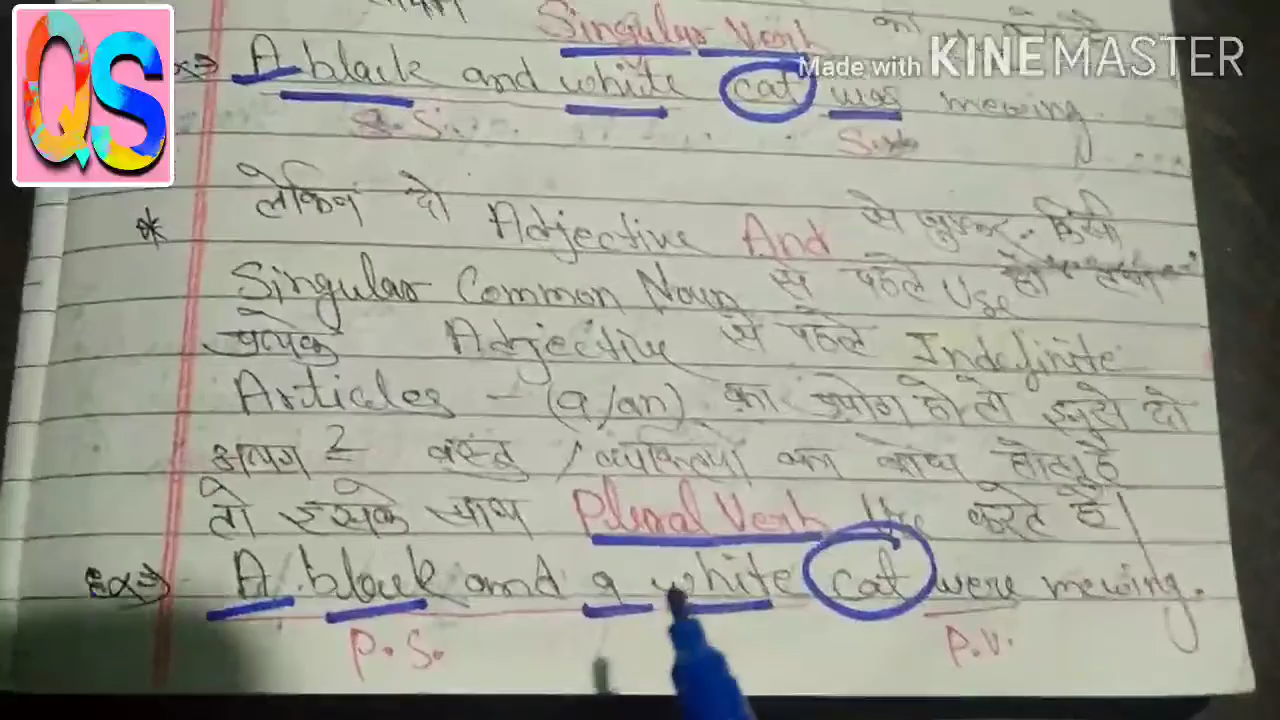 QS
Singular Verb का
Made with KINEMASTER
Ex⇒ A black and white cat was mewing.
S.S. S.V.
* लेकिन दो Adjective And से जुड़कर किसी
Singular Common Noun से पहले Use हो तथा
प्रत्येक Adjective से पहले Indefinite
Articles - (a/an) का उपयोग हो तो इनसे दो
अलग 2 वस्तु / व्यक्तियों का बोध होता है
तो इसके साथ Plural Verb Use करते हैं।
Ex⇒ A black and a white cat were mewing.
P.S. P.V.